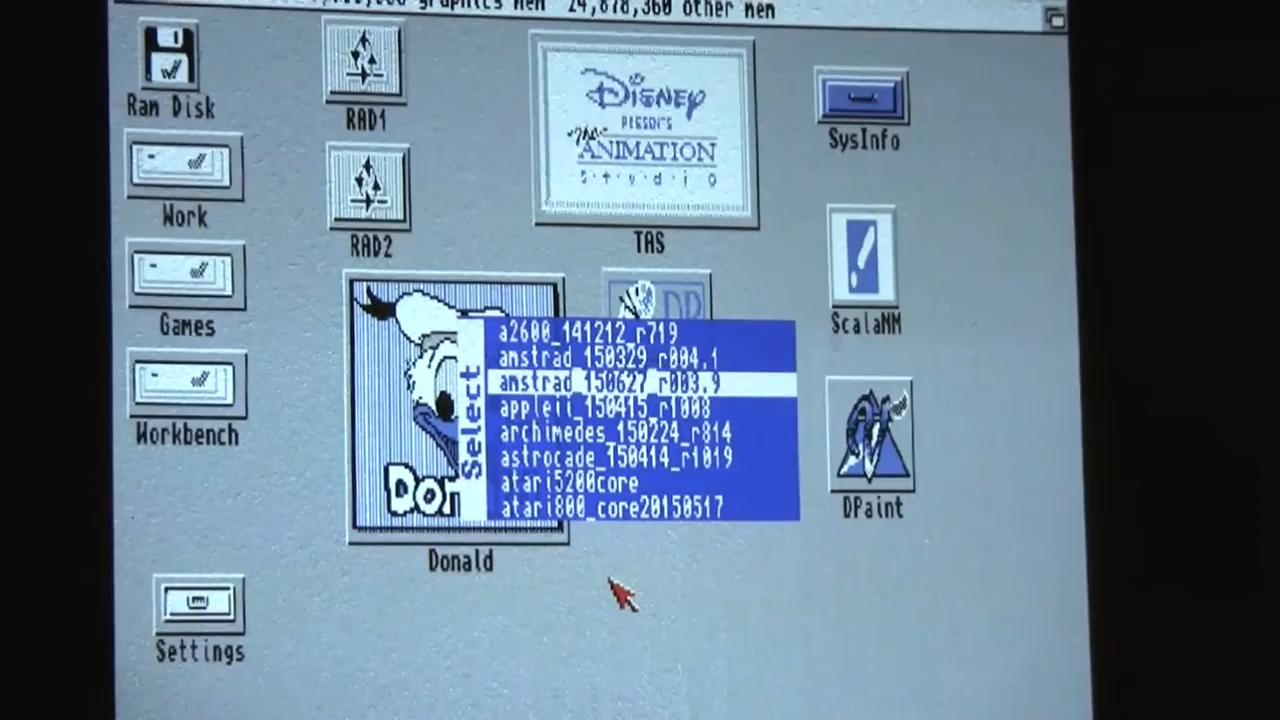 graphics mem 24,878,360 other mem
Ram Disk
RAD1
DISNEY
PRESENTS
The
ANIMATION
Studio
TAS
SysInfo
Work
RAD2
ScalaMM
Games
DP
Select
a2600_141212_r719
amstrad_150329_r004.1
amstrad_150627_r003.9
appleii_150415_r1008
archimedes_150224_r814
astrocade_150414_r1019
atari5200core
atari800_core20150517
Workbench
Don
Donald
DPaint
Settings